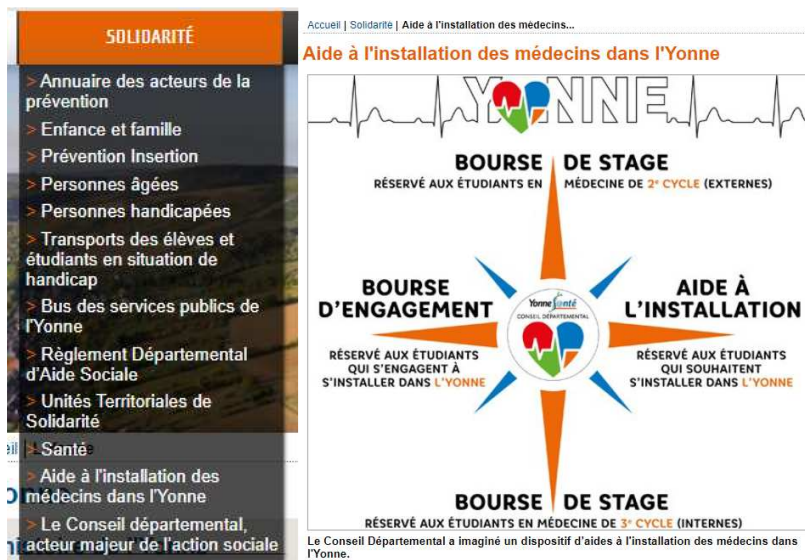 SOLIDARITÉ
> Annuaire des acteurs de la
prévention
> Enfance et famille
> Prévention Insertion
> Personnes âgées
> Personnes handicapées
> Transports des élèves et
étudiants en situation de
handicap
> Bus des services publics de
l'Yonne
> Règlement Départemental
d'Aide Sociale
> Unités Territoriales de
Solidarité
> Santé
> Aide à l'installation des
médecins dans l'Yonne
> Le Conseil départemental,
acteur majeur de l'action sociale
Accueil | Solidarité | Aide à l'installation des médecins...
Aide à l'installation des médecins dans l'Yonne
YONNE
BOURSE DE STAGE
RÉSERVÉ AUX ÉTUDIANTS EN MÉDECINE DE 2e CYCLE (EXTERNES)
BOURSE
D'ENGAGEMENT
RÉSERVÉ AUX ÉTUDIANTS
QUI S'ENGAGENT À
S'INSTALLER DANS L'YONNE
Yonne Santé
CONSEIL DÉPARTEMENTAL
AIDE À
L'INSTALLATION
RÉSERVÉ AUX ÉTUDIANTS
QUI SOUHAITENT
S'INSTALLER DANS L'YONNE
BOURSE DE STAGE
RÉSERVÉ AUX ÉTUDIANTS EN MÉDECINE DE 3e CYCLE (INTERNES)
Le Conseil Départemental a imaginé un dispositif d'aides à l'installation des médecins dans
l'Yonne.